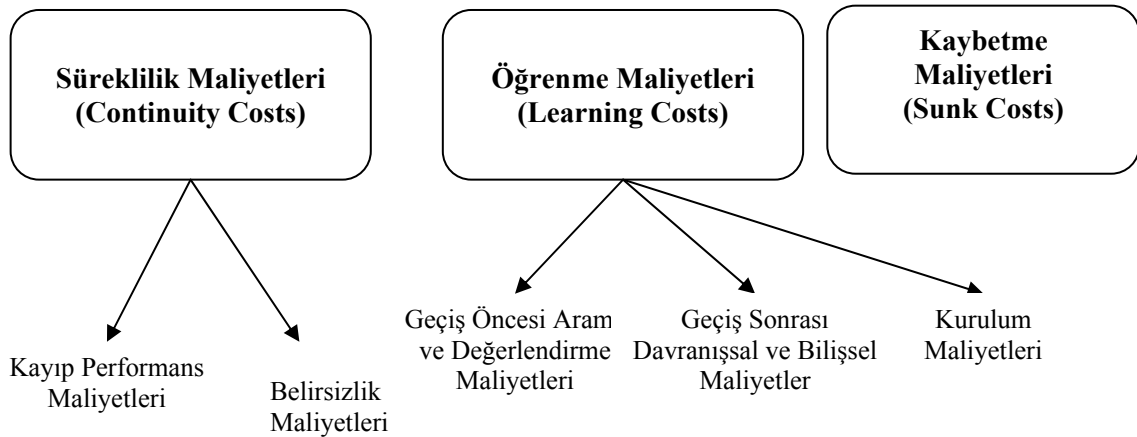 Süreklilik Maliyetleri
(Continuity Costs)
Öğrenme Maliyetleri
(Learning Costs)
Kaybetme
Maliyetleri
(Sunk Costs)
Kayıp Performans
Maliyetleri
Belirsizlik
Maliyetleri
Geçiş Öncesi Aram
ve Değerlendirme
Maliyetleri
Geçiş Sonrası
Davranışsal ve Bilişsel
Maliyetler
Kurulum
Maliyetleri